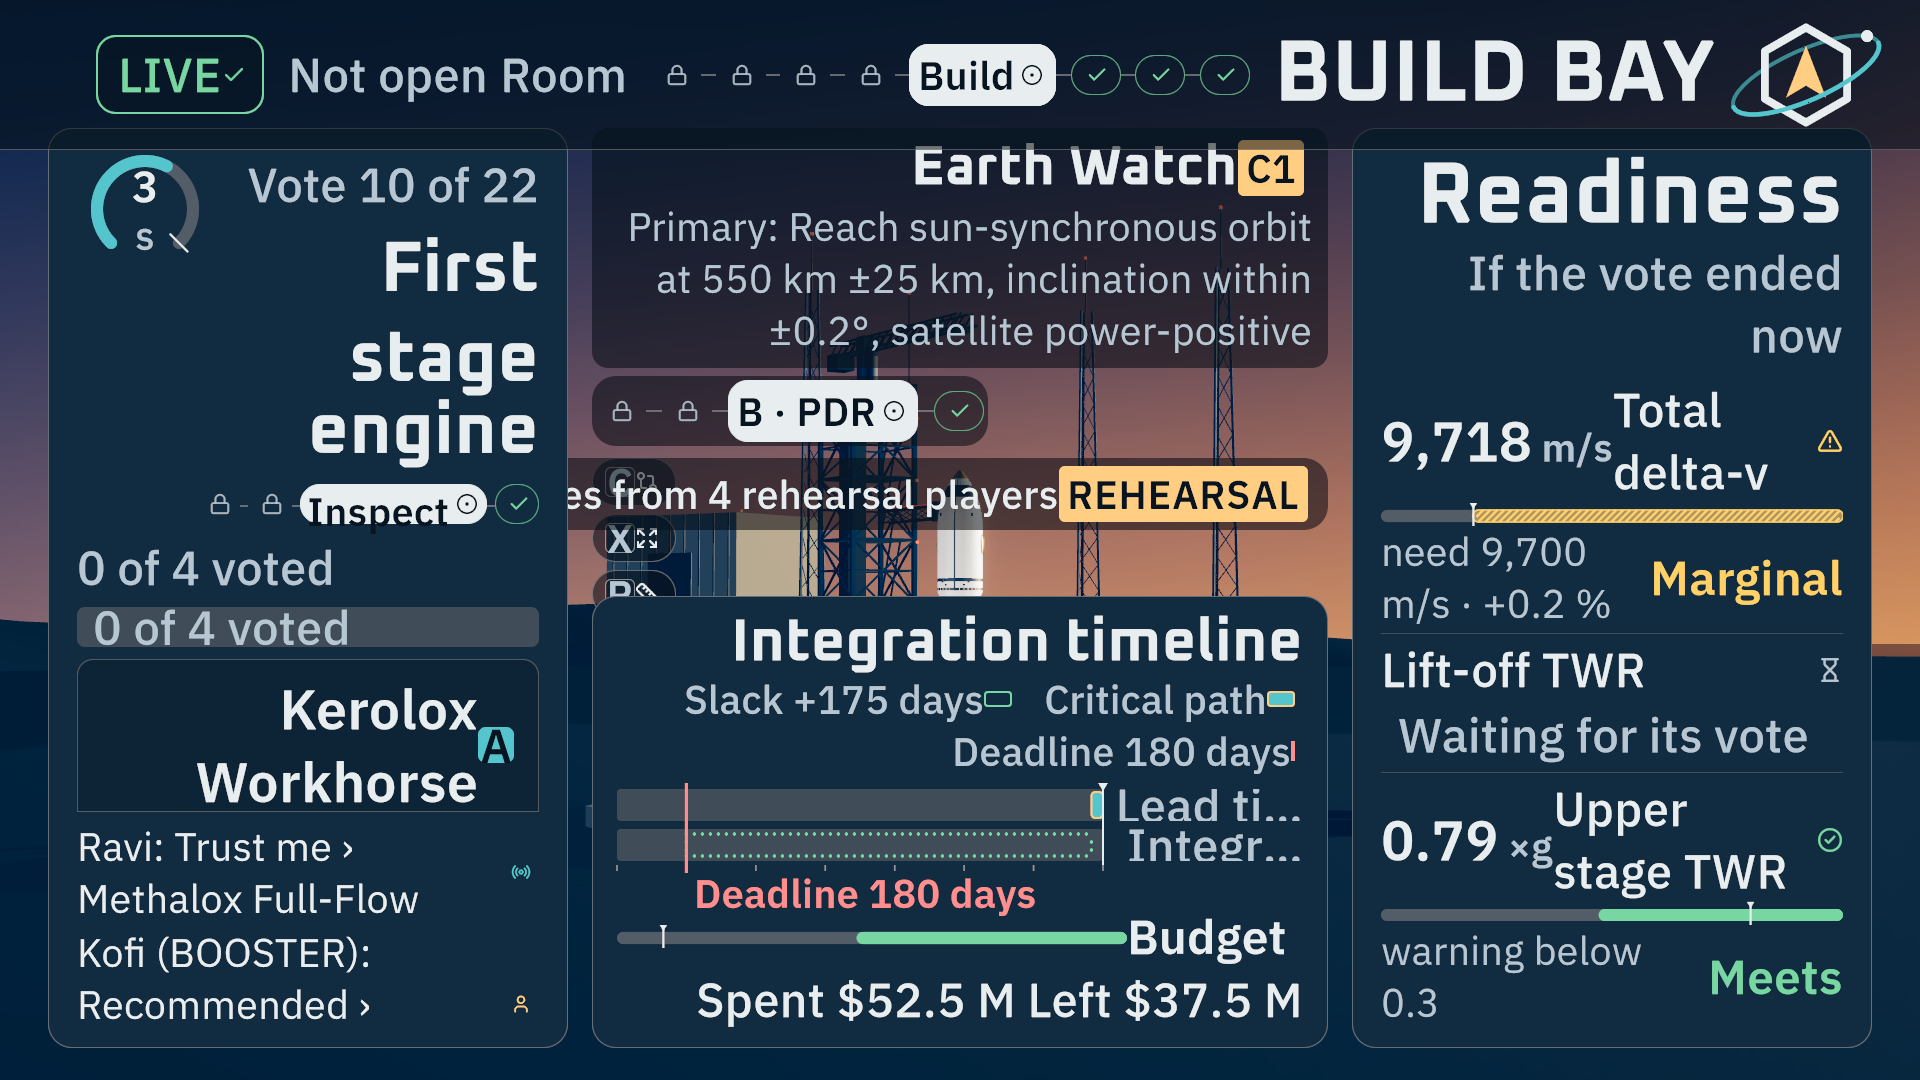 LIVE
Not open Room
Build
BUILD BAY
3
s
Vote 10 of 22
First
stage
engine
Inspect
0 of 4 voted
0 of 4 voted
Kerolox
Workhorse
A
Ravi: Trust me ›
Methalox Full-Flow
Kofi (BOOSTER):
Recommended ›
Earth Watch C1
Primary: Reach sun-synchronous orbit
at 550 km ±25 km, inclination within
±0.2°, satellite power-positive
B · PDR
C
es from 4 rehearsal players REHEARSAL
X
Integration timeline
Slack +175 days Critical path
Deadline 180 days
Lead ti...
Integr...
Deadline 180 days
Budget
Spent $52.5 M Left $37.5 M
Readiness
If the vote ended
now
9,718 m/s Total
delta-v
need 9,700
m/s · +0.2 %
Marginal
Lift-off TWR
Waiting for its vote
0.79 ×g Upper
stage TWR
warning below
0.3
Meets